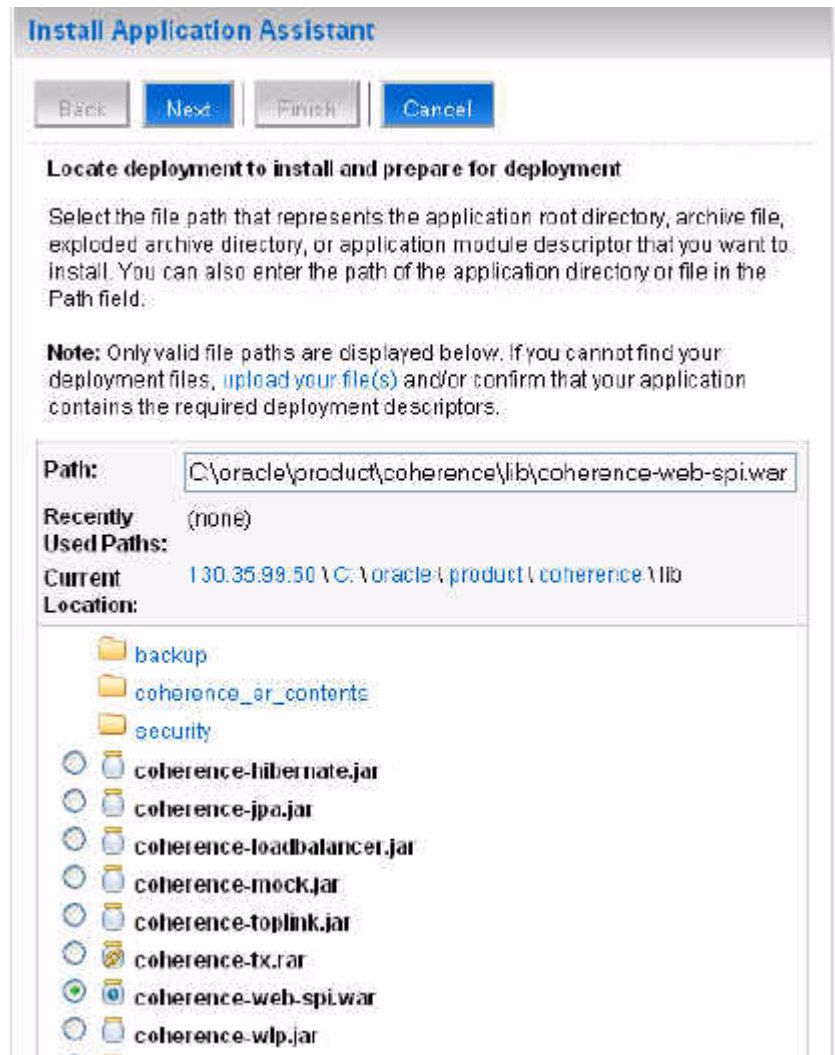 Install Application Assistant
Back Next Finish Cancel
Locate deployment to install and prepare for deployment
Select the file path that represents the application root directory, archive file,
exploded archive directory, or application module descriptor that you want to
install. You can also enter the path of the application directory or file in the
Path field.
Note: Only valid file paths are displayed below. If you cannot find your
deployment files, upload your file(s) and/or confirm that your application
contains the required deployment descriptors.
Path: C:\oracle\product\coherence\lib\coherence-web-spi.war
Recently Used Paths: (none)
Current Location: 130.35.99.50 \ C: \ oracle \ product \ coherence \ lib
backup
coherence_ar_contents
security
coherence-hibernate.jar
coherence-jpa.jar
coherence-loadbalancer.jar
coherence-mock.jar
coherence-toplink.jar
coherence-tx.rar
coherence-web-spi.war
coherence-wlp.jar